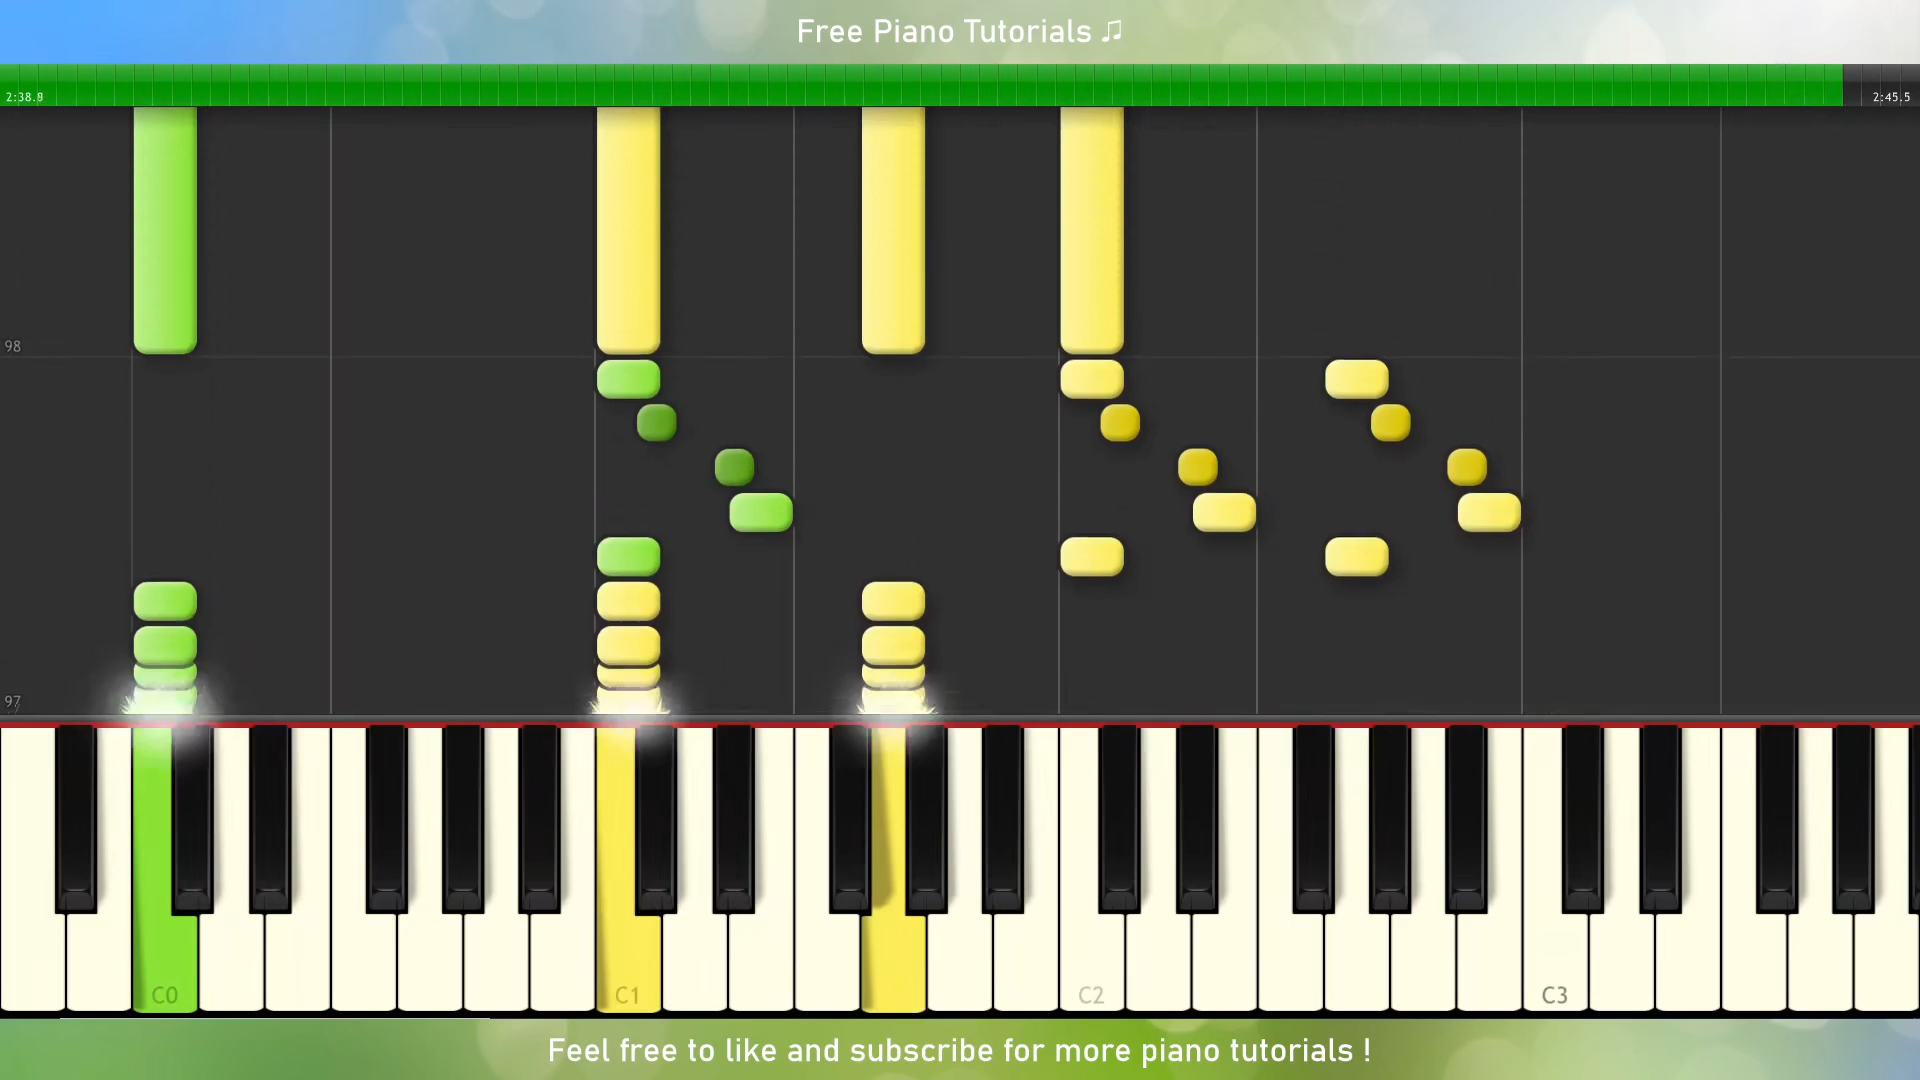 Free Piano Tutorials ♫
2:38.9
2:45.5
98
97
C0 C1 C2 C3
Feel free to like and subscribe for more piano tutorials !